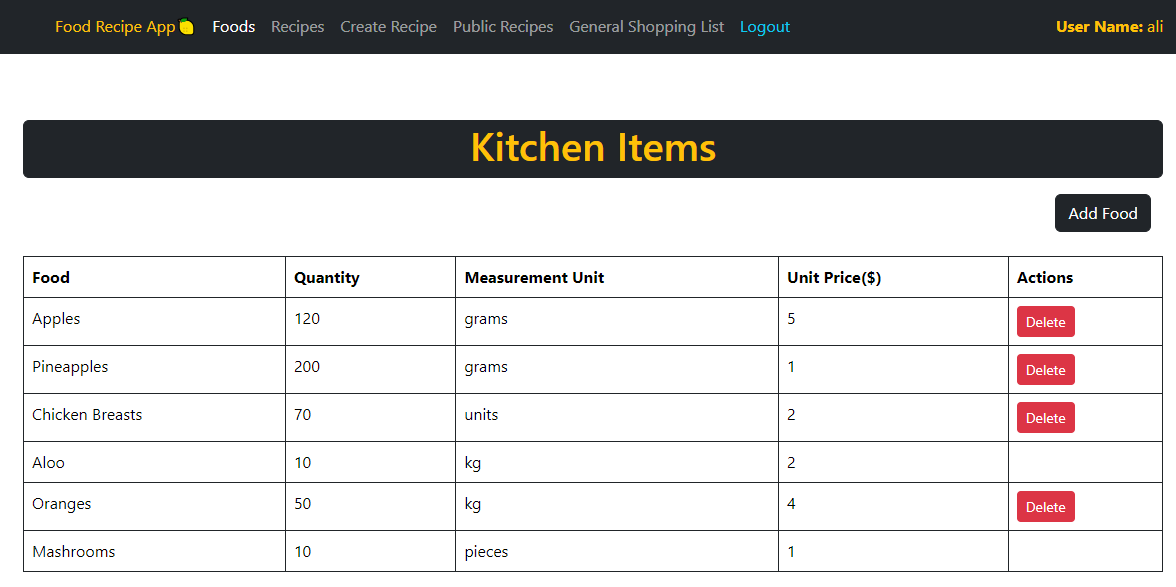 Food Recipe App Foods Recipes Create Recipe Public Recipes General Shopping List Logout User Name: ali
Kitchen Items
Add Food
Food Quantity Measurement Unit Unit Price($) Actions
Apples 120 grams 5 Delete
Pineapples 200 grams 1 Delete
Chicken Breasts 70 units 2 Delete
Aloo 10 kg 2
Oranges 50 kg 4 Delete
Mashrooms 10 pieces 1